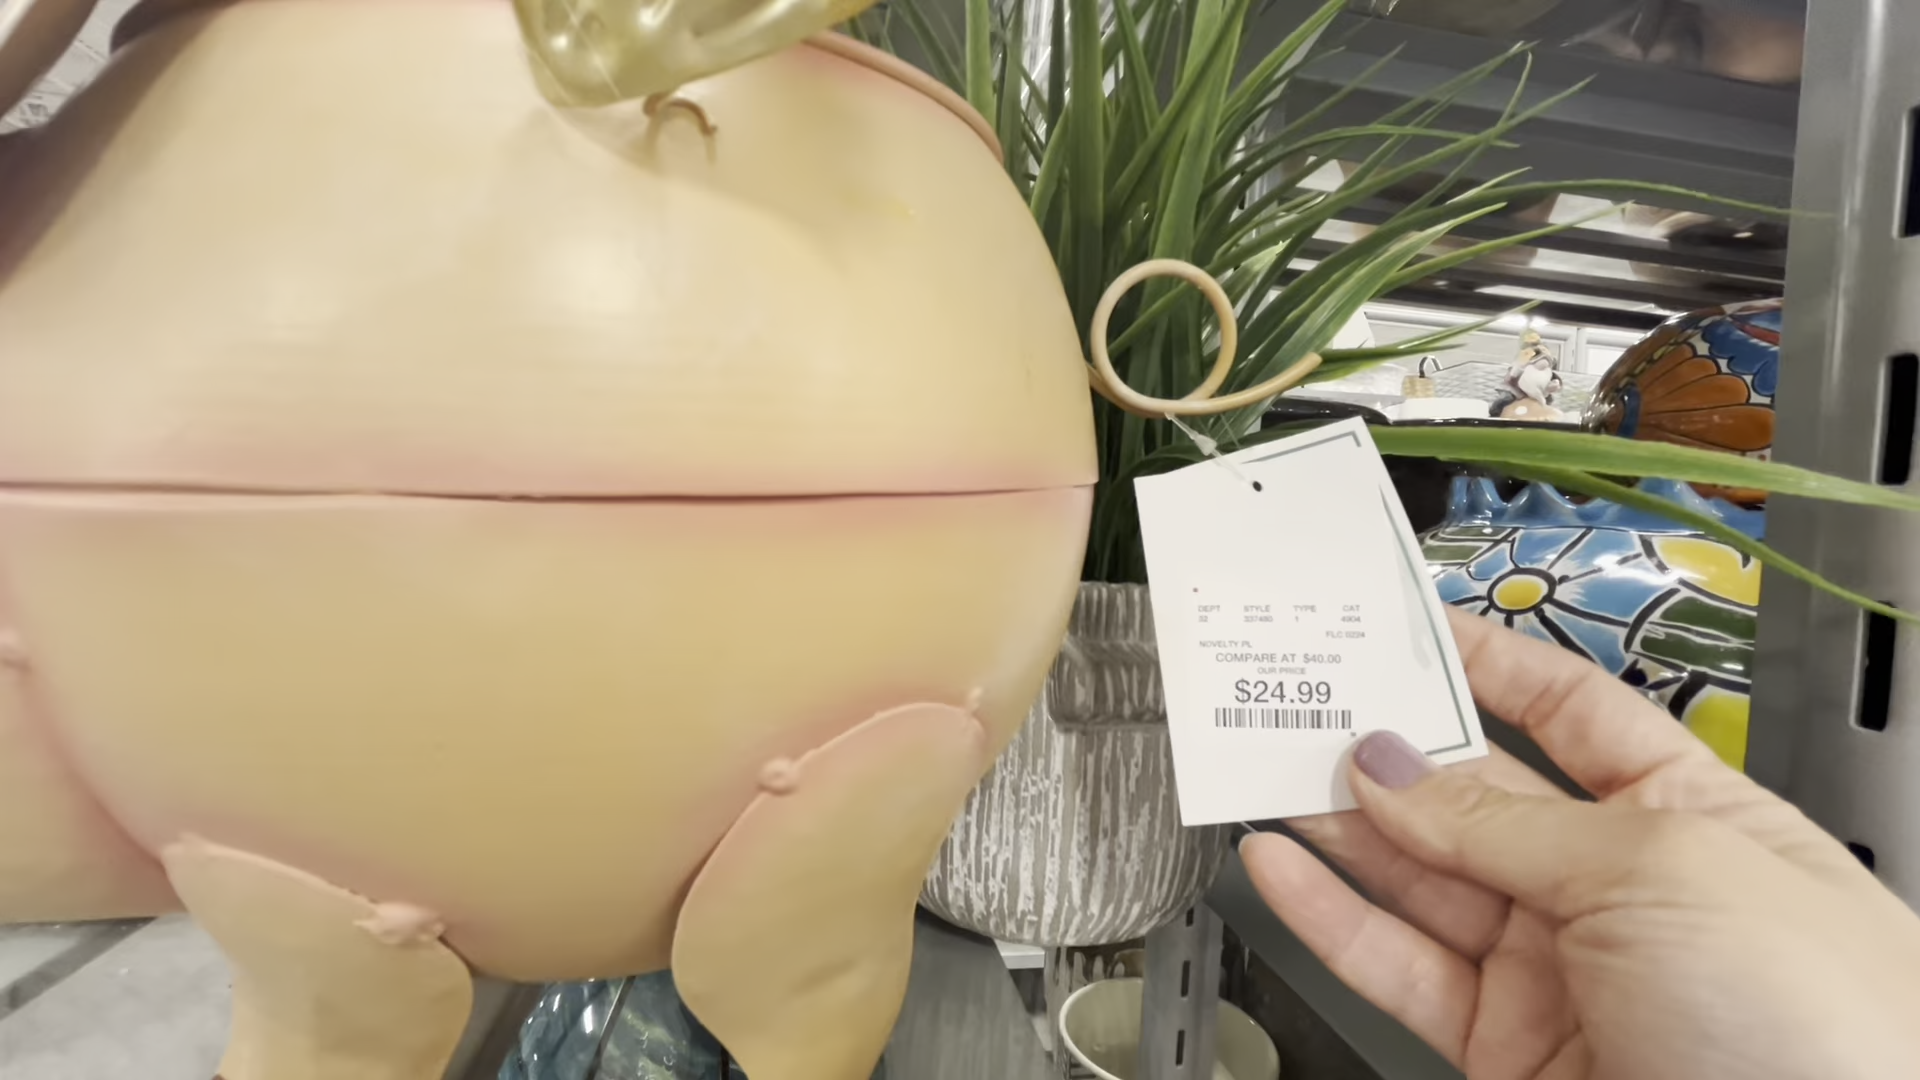 DEPT STYLE TYPE CAT
32 337480 1 4904
FLC 0224
NOVELTY PL
COMPARE AT $40.00
OUR PRICE
$24.99